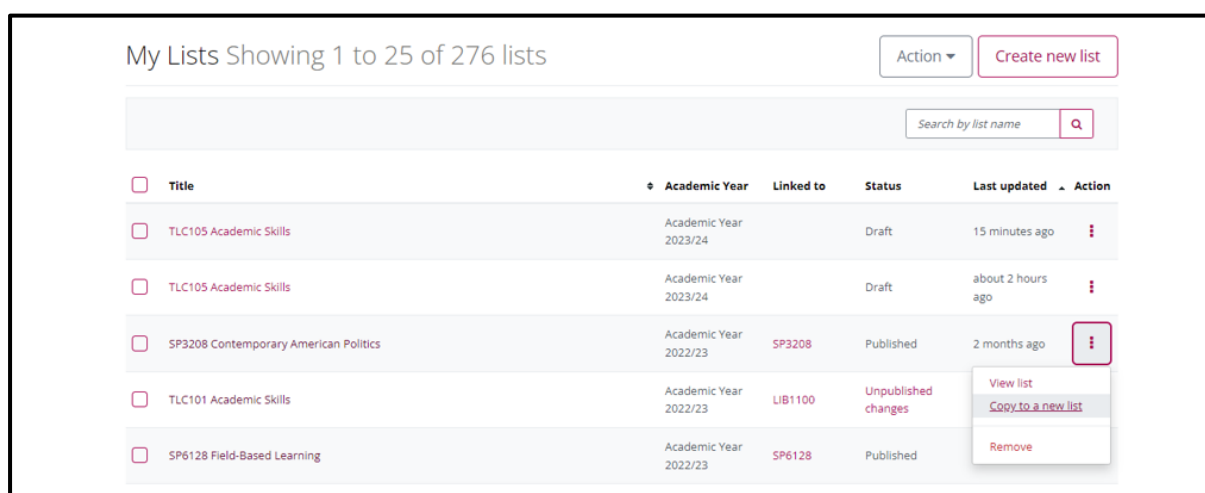 My Lists Showing 1 to 25 of 276 lists
Action
Create new list
Search by list name
Title Academic Year Linked to Status Last updated Action
TLC105 Academic Skills Academic Year 2023/24 Draft 15 minutes ago
TLC105 Academic Skills Academic Year 2023/24 Draft about 2 hours ago
SP3208 Contemporary American Politics Academic Year 2022/23 SP3208 Published 2 months ago
View list
Copy to a new list
Remove
TLC101 Academic Skills Academic Year 2022/23 LIB1100 Unpublished changes
SP6128 Field-Based Learning Academic Year 2022/23 SP6128 Published